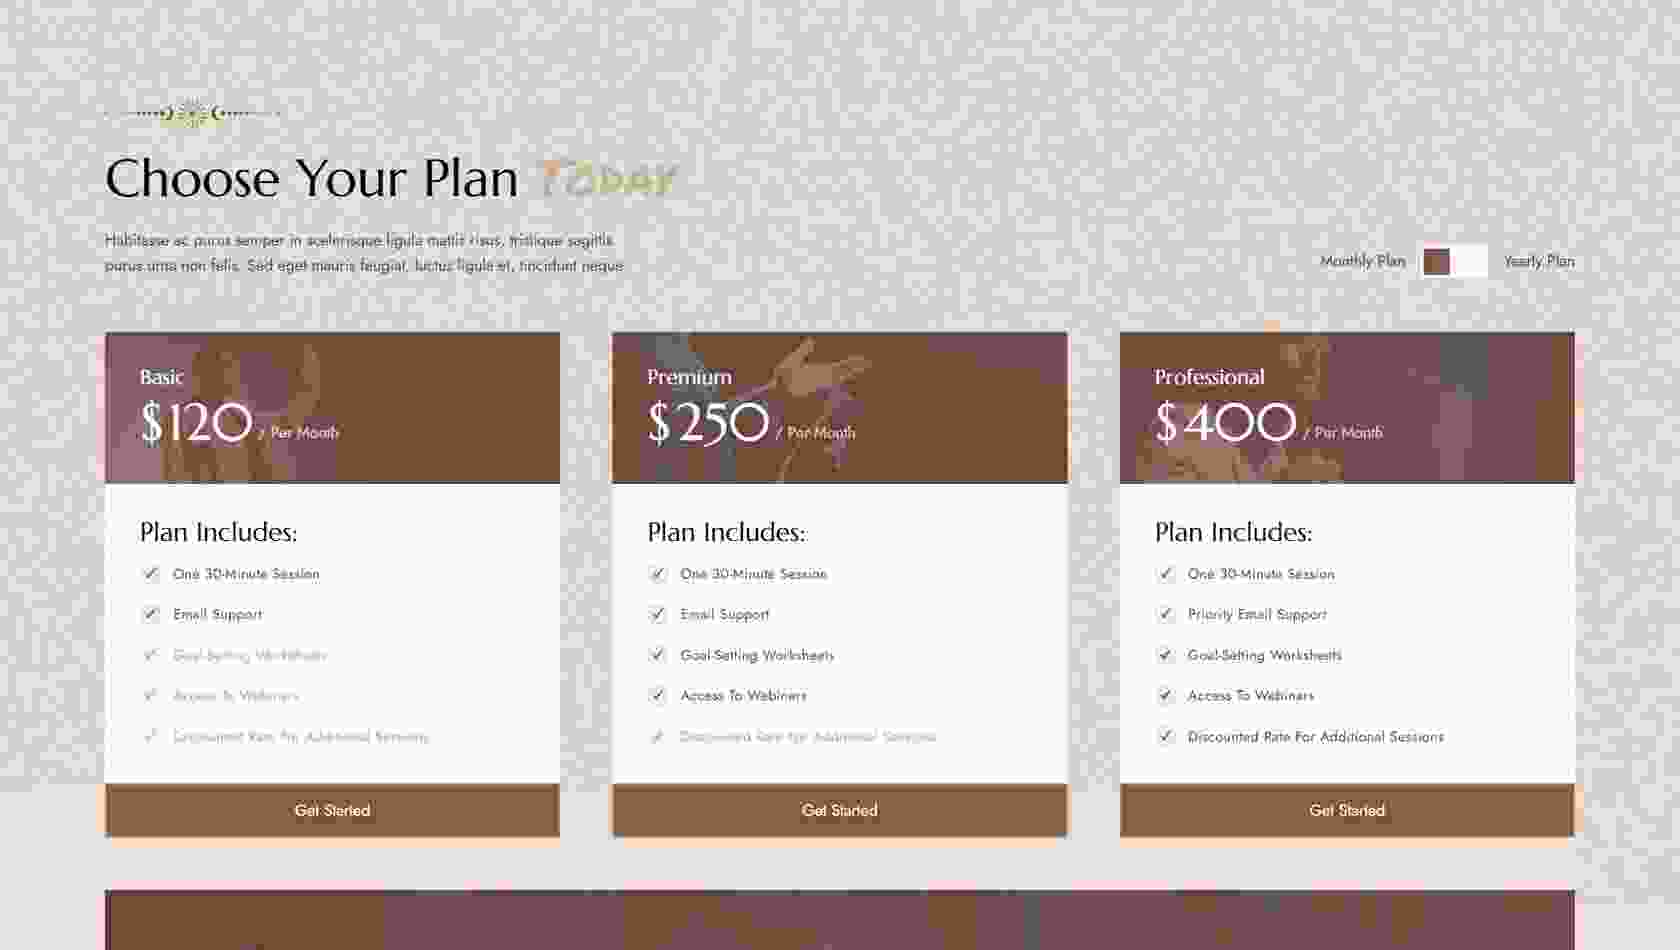 Choose Your Plan Today
Habitasse ac purus semper in scelerisque ligula mattis risus, tristique sagittis
purus urna non felis. Sed eget mauris feugiat, luctus ligula et, tincidunt neque
Monthly Plan
Yearly Plan
Basic
$120 / Per Month
Plan Includes:
One 30-Minute Session
Email Support
Goal-Setting Worksheets
Access To Webiners
Discounted Rate For Additional Sessions
Get Started
Premium
$250 / Per Month
Plan Includes:
One 30-Minute Session
Email Support
Goal-Setting Worksheets
Access To Webiners
Discounted Rate For Additional Sessions
Get Started
Professional
$400 / Per Month
Plan Includes:
One 30-Minute Session
Priority Email Support
Goal-Setting Worksheets
Access To Webiners
Discounted Rate For Additional Sessions
Get Started